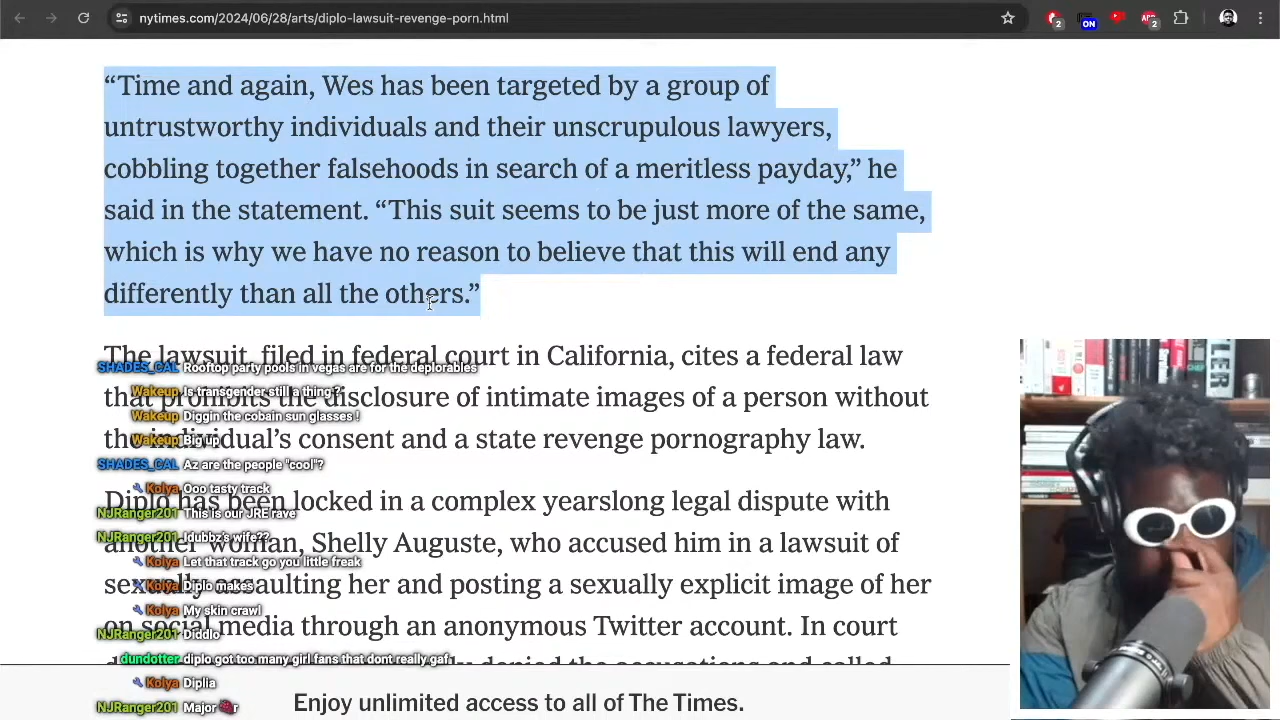 nytimes.com/2024/06/28/arts/diplo-lawsuit-revenge-porn.html
2
ON
2
“Time and again, Wes has been targeted by a group of
untrustworthy individuals and their unscrupulous lawyers,
cobbling together falsehoods in search of a meritless payday,” he
said in the statement. “This suit seems to be just more of the same,
which is why we have no reason to believe that this will end any
differently than all the others.”
The lawsuit, filed in federal court in California, cites a federal law
SHADES_CAL Rooftop party pools in vegas are for the deplorables
Wakeup Is transgender still a thing ?
that prohibits the disclosure of intimate images of a person without
Wakeup Diggin the cobain sun glasses !
the individual’s consent and a state revenge pornography law.
Wakeup Big up
SHADES_CAL Az are the people "cool"?
Kolya Ooo tasty track
Diplo has been locked in a complex yearslong legal dispute with
NJRanger201 This is our JRE rave
NJRanger201 Idubbz's wife??
another woman, Shelly Auguste, who accused him in a lawsuit of
Kolya Let that track go you little freak
Kolya Diplo makes
sexually assaulting her and posting a sexually explicit image of her
Kolya My skin crawl
on social media through an anonymous Twitter account. In court
NJRanger201 Diddlo
dundotter diplo got too many girl fans that dont really gaf
denied the accusations and called
Kolya Diplia
NJRanger201 Major r
Enjoy unlimited access to all of The Times.